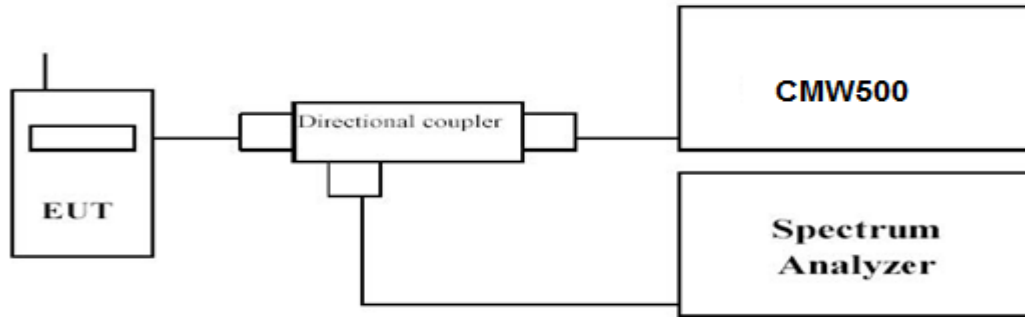 CMW500
Directional coupler
EUT
Spectrum
Analyzer